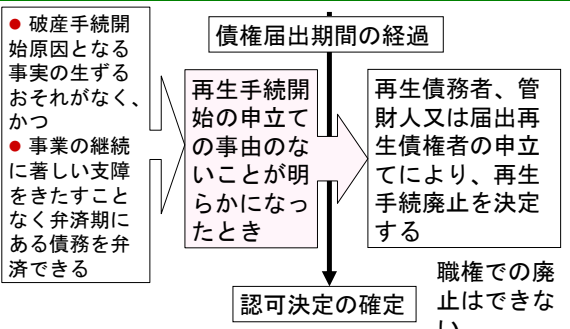 ● 破産手続開
始原因となる
事実の生ずる
おそれがなく、
かつ
● 事業の継続
に著しい支障
をきたすこと
なく弁済期に
ある債務を弁
済できる
債権届出期間の経過
再生手続開
始の申立て
の事由のな
いことが明
らかになっ
たとき
再生債務者、管
財人又は届出再
生債権者の申立
てにより、再生
手続廃止を決定
する
認可決定の確定
職権での廃
止はできな
い